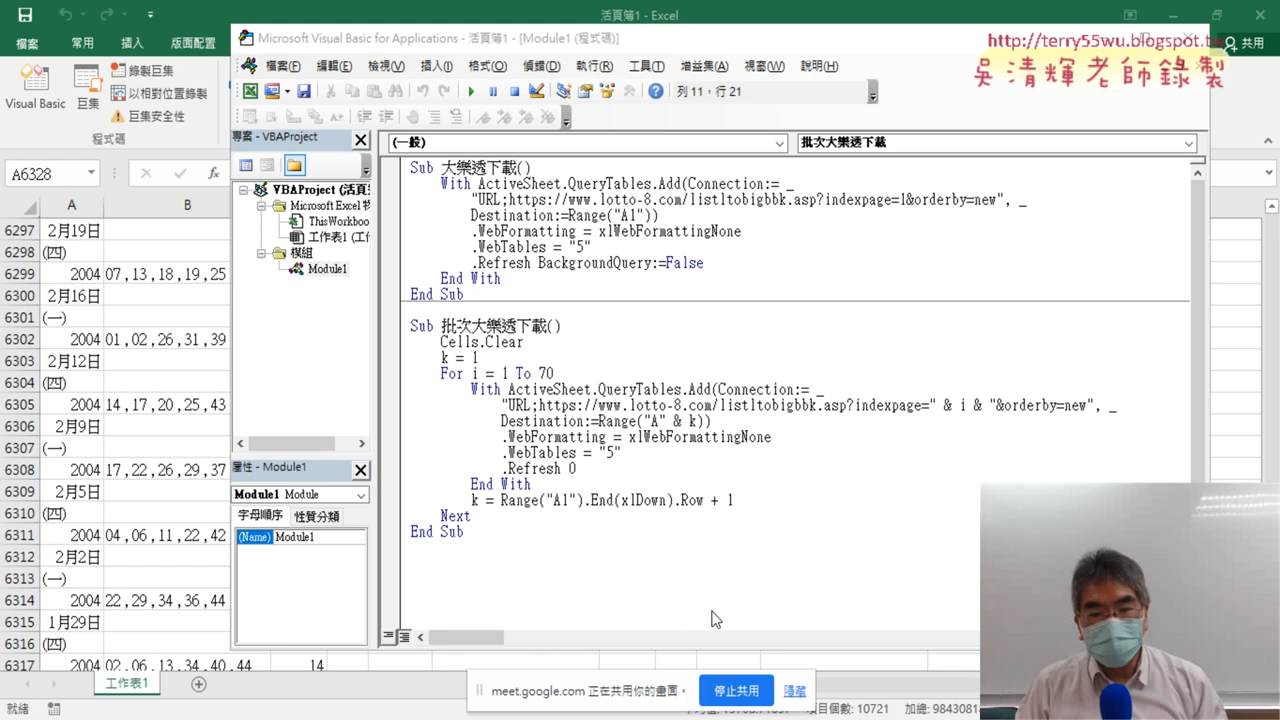 活頁簿1 - Excel
檔案 常用 插入 版面配置
共用
Visual Basic 巨集 錄製巨集
以相對位置錄製
巨集安全性
程式碼
A6328
A B
6297 2月19日
6298 (四)
6299 2004 07,13,18,19,25
6300 2月16日
6301 (一)
6302 2004 01,02,26,31,39
6303 2月12日
6304 (四)
6305 2004 14,17,20,25,43
6306 2月9日
6307 (一)
6308 2004 17,22,26,29,37
6309 2月5日
6310 (四)
6311 2004 04,06,11,22,42
6312 2月2日
6313 (一)
6314 2004 22,29,34,36,44
6315 1月29日
6316 (四)
6317 2004 02,06,13,34,40,44 14
工作表1
就緒
項目個數: 10721
Microsoft Visual Basic for Applications - 活頁簿1 - [Module1 (程式碼)]
http://terry55wu.blogspot.tw
吳清輝老師錄製
檔案(F) 編輯(E) 檢視(V) 插入(I) 格式(O) 偵錯(D) 執行(R) 工具(T) 增益集(A) 視窗(W) 說明(H)
列 11，行 21
專案 - VBAProject
VBAProject (活頁
Microsoft Excel
ThisWorkboo
工作表1 (工作
模組
Module1
屬性 - Module1
Module1 Module
字母順序 性質分類
(Name) Module1
(一般) 批次大樂透下載
Sub 大樂透下載()
With ActiveSheet.QueryTables.Add(Connection:= _
"URL;https://www.lotto-8.com/listltobigbbk.asp?indexpage=1&orderby=new", _
Destination:=Range("A1"))
.WebFormatting = xlWebFormattingNone
.WebTables = "5"
.Refresh BackgroundQuery:=False
End With
End Sub
Sub 批次大樂透下載()
Cells.Clear
k = 1
For i = 1 To 70
With ActiveSheet.QueryTables.Add(Connection:= _
"URL;https://www.lotto-8.com/listltobigbbk.asp?indexpage=" & i & "&orderby=new", _
Destination:=Range("A" & k))
.WebFormatting = xlWebFormattingNone
.WebTables = "5"
.Refresh 0
End With
k = Range("A1").End(xlDown).Row + 1
Next
End Sub
meet.google.com 正在共用你的畫面。 停止共用 隱藏